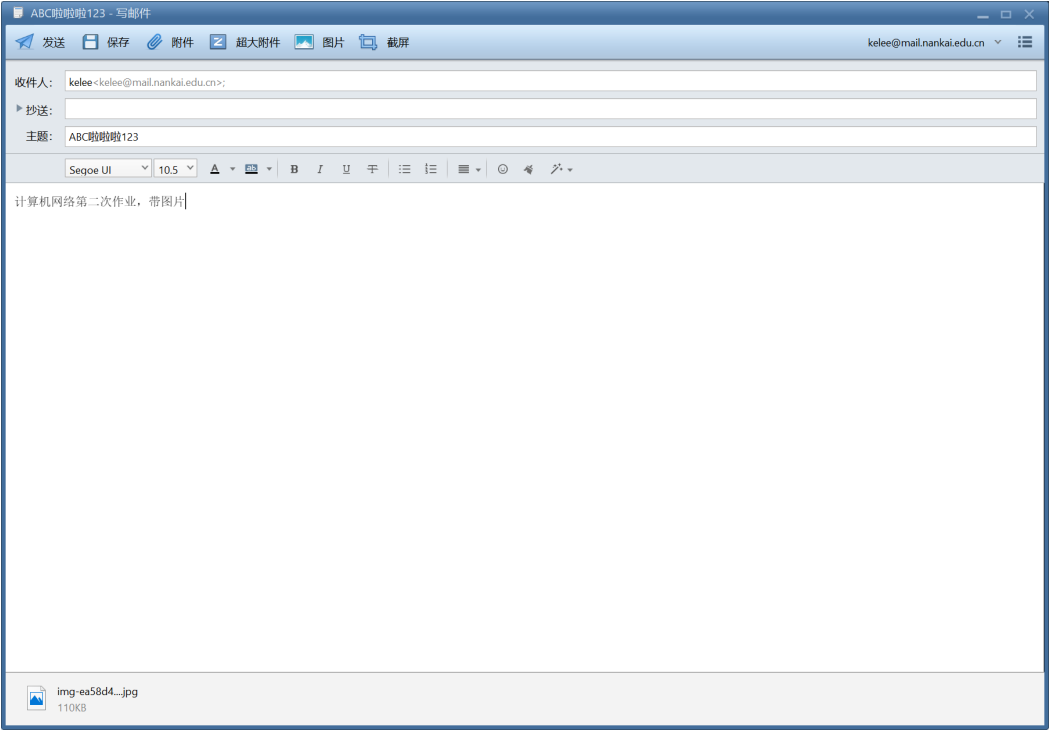 ABC啦啦啦123 - 写邮件
发送 保存 附件 超大附件 图片 截屏 kelee@mail.nankai.edu.cn
收件人: kelee<kelee@mail.nankai.edu.cn>;
抄送:
主题: ABC啦啦啦123
Segoe UI 10.5 A ab B I U T
计算机网络第二次作业，带图片
img-ea58d4....jpg
110KB